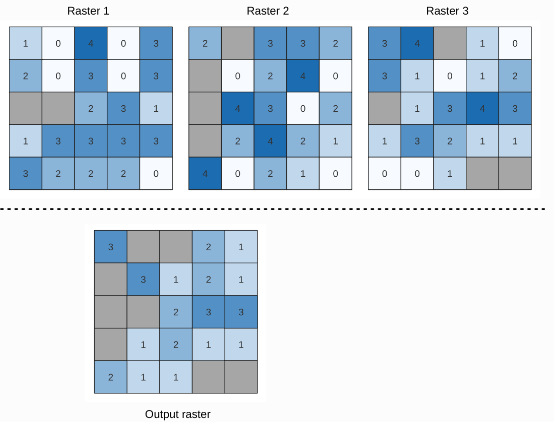 Raster 1 Raster 2 Raster 3
1 0 4 0 3 2 3 3 2 3 4 1 0
2 0 3 0 3 0 2 4 0 3 1 0 1 2
2 3 1 4 3 0 2 1 3 4 3
1 3 3 3 3 2 4 2 1 1 3 2 1 1
3 2 2 2 0 4 0 2 1 0 0 0 1
3 2 1
3 1 2 1
2 3 3
1 2 1 1
2 1 1
Output raster